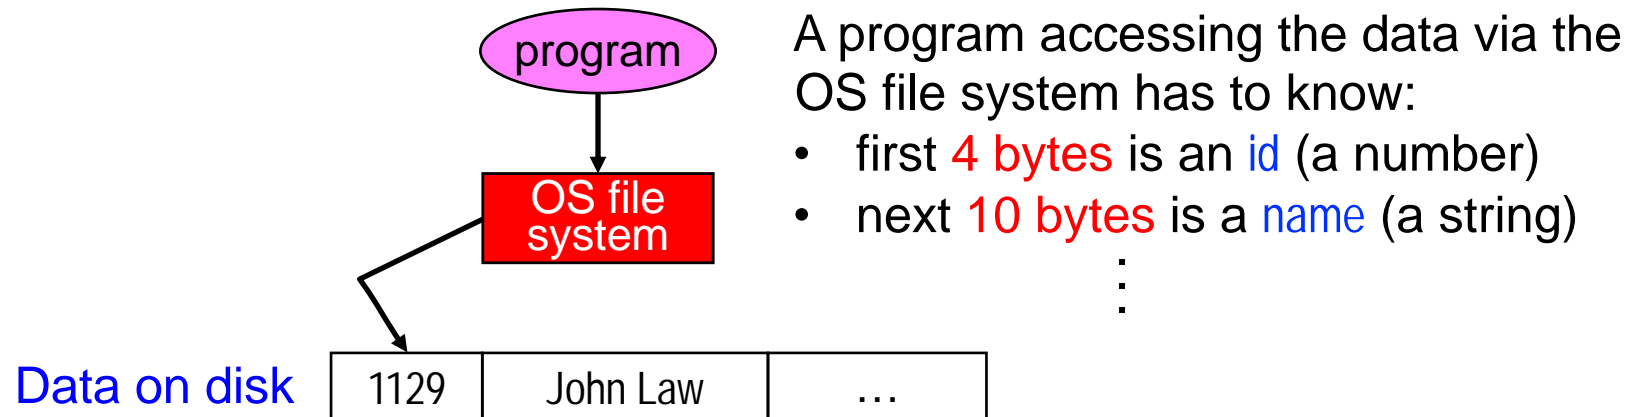 program
OS file
system
A program accessing the data via the
OS file system has to know:
• first 4 bytes is an id (a number)
• next 10 bytes is a name (a string)
⋮
Data on disk
1129
John Law
…